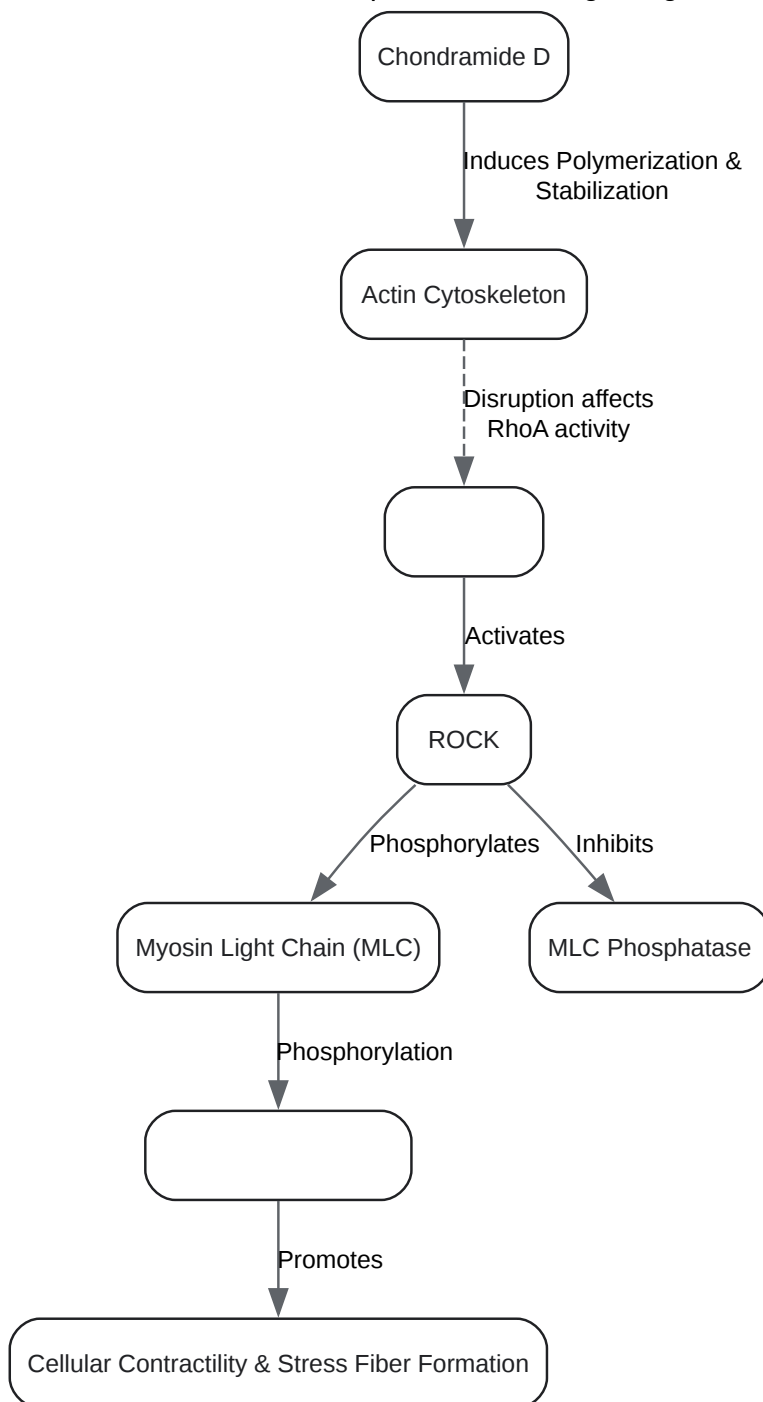 Chondramide D
Induces Polymerization &
Stabilization
Actin Cytoskeleton
Disruption affects
RhoA activity
Activates
ROCK
Phosphorylates
Inhibits
Myosin Light Chain (MLC)
MLC Phosphatase
Phosphorylation
Promotes
Cellular Contractility & Stress Fiber Formation